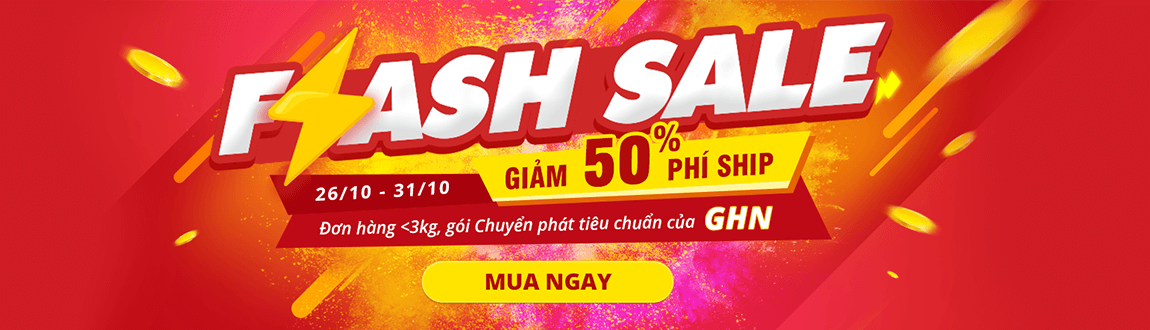 FLASH SALE
GIẢM 50% PHÍ SHIP
26/10 - 31/10
Đơn hàng <3kg, gói Chuyển phát tiêu chuẩn của GHN
MUA NGAY